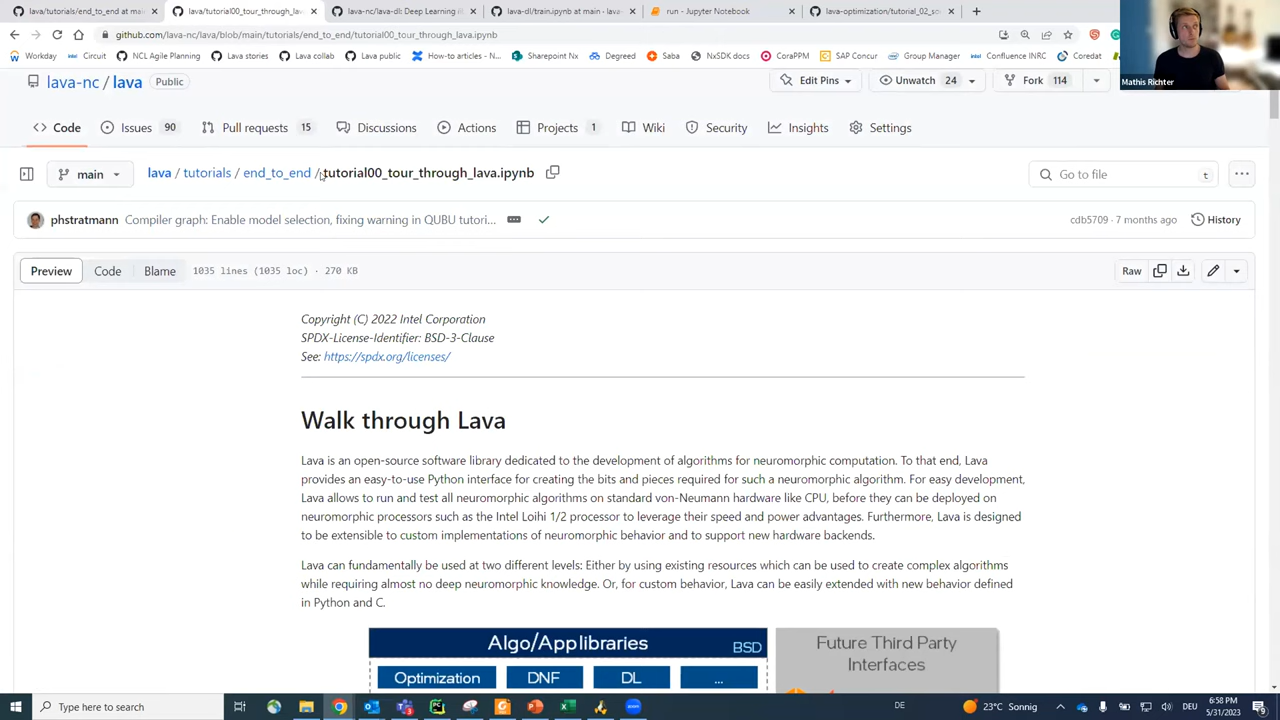 lava/tutorials/end_to_end at main
lava/tutorial00_tour_through_lav
lava-nc/lava-dl: Deep Learning li
lava-dl/train.ipynb at main · lava
run - Jupyter Notebook
lava-optimization/tutorial_02_so
github.com/lava-nc/lava/blob/main/tutorials/end_to_end/tutorial00_tour_through_lava.ipynb
Workday
Circuit
NCL Agile Planning
Lava stories
Lava collab
Lava public
How-to articles - N...
Sharepoint Nx
Degreed
Saba
NxSDK docs
CoraPPM
SAP Concur
Group Manager
Confluence INRC
Coredat
Mathis Richter
lava-nc / lava
Public
Edit Pins
Unwatch 24
Fork 114
Code
Issues 90
Pull requests 15
Discussions
Actions
Projects 1
Wiki
Security
Insights
Settings
main
lava / tutorials / end_to_end / tutorial00_tour_through_lava.ipynb
Go to file
t
phstratmann Compiler graph: Enable model selection, fixing warning in QUBU tutori...
cdb5709 · 7 months ago
History
Preview
Code
Blame
1035 lines (1035 loc) · 270 KB
Raw
Copyright (C) 2022 Intel Corporation
SPDX-License-Identifier: BSD-3-Clause
See: https://spdx.org/licenses/
Walk through Lava
Lava is an open-source software library dedicated to the development of algorithms for neuromorphic computation. To that end, Lava
provides an easy-to-use Python interface for creating the bits and pieces required for such a neuromorphic algorithm. For easy development,
Lava allows to run and test all neuromorphic algorithms on standard von-Neumann hardware like CPU, before they can be deployed on
neuromorphic processors such as the Intel Loihi 1/2 processor to leverage their speed and power advantages. Furthermore, Lava is designed
to be extensible to custom implementations of neuromorphic behavior and to support new hardware backends.
Lava can fundamentally be used at two different levels: Either by using existing resources which can be used to create complex algorithms
while requiring almost no deep neuromorphic knowledge. Or, for custom behavior, Lava can be easily extended with new behavior defined
in Python and C.
Algo/App libraries
BSD
Future Third Party
Interfaces
Optimization
DNF
DL
...
Type here to search
DE
23°C Sonnig
DEU
6:58 PM
5/31/2023